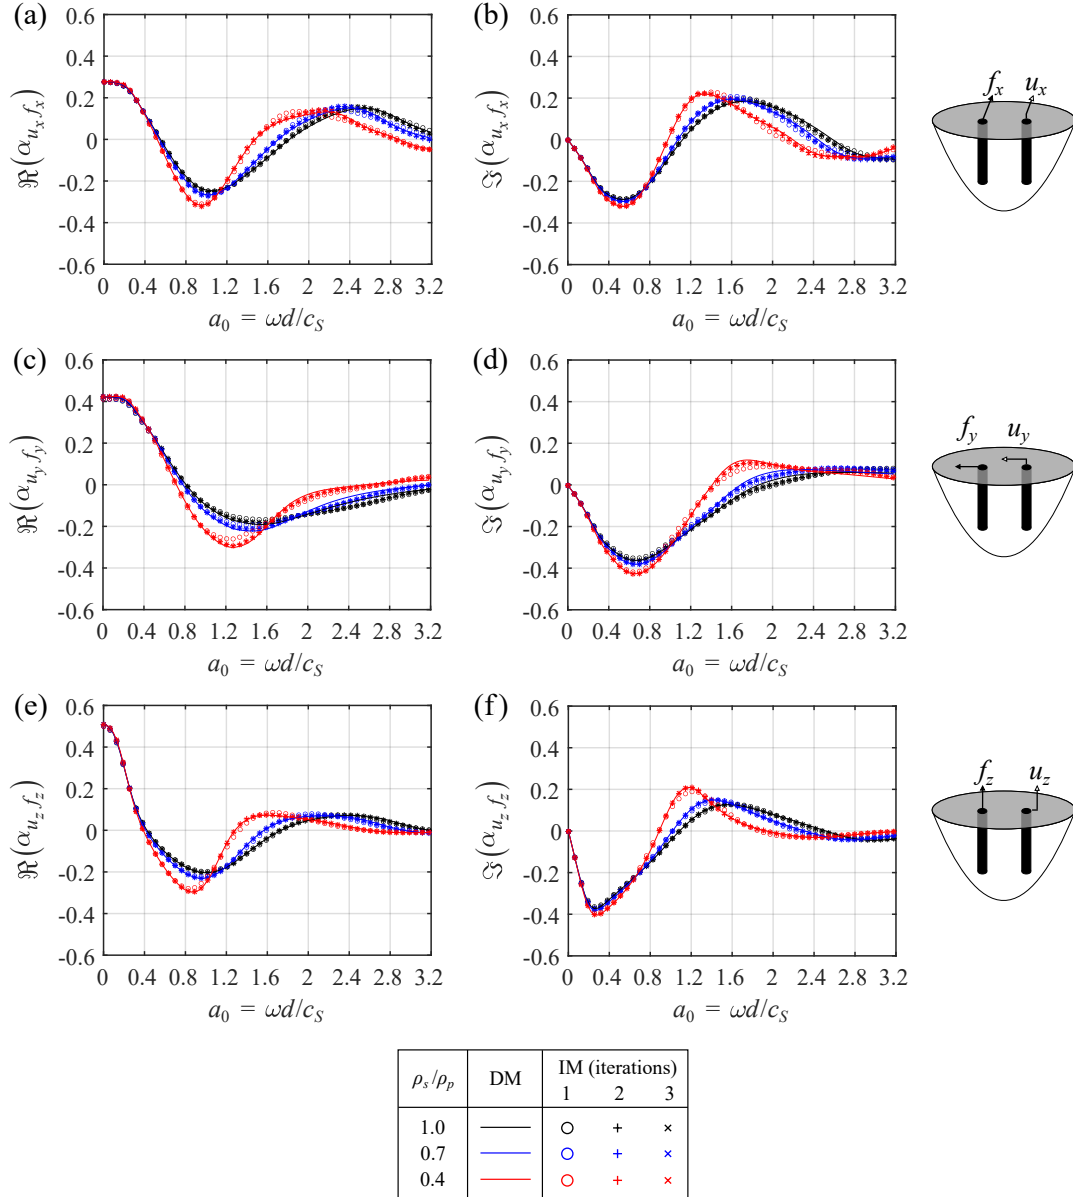 (a)
0.6
0.4
0.2
0
-0.2
-0.4
-0.6
ℜ(α_{u_x f_x})
0 0.4 0.8 1.2 1.6 2 2.4 2.8 3.2
a_0 = ωd/c_S
(b)
0.6
0.4
0.2
0
-0.2
-0.4
-0.6
ℑ(α_{u_x f_x})
0 0.4 0.8 1.2 1.6 2 2.4 2.8 3.2
a_0 = ωd/c_S
f_x u_x
(c)
0.6
0.4
0.2
0
-0.2
-0.4
-0.6
ℜ(α_{u_y f_y})
0 0.4 0.8 1.2 1.6 2 2.4 2.8 3.2
a_0 = ωd/c_S
(d)
0.6
0.4
0.2
0
-0.2
-0.4
-0.6
ℑ(α_{u_y f_y})
0 0.4 0.8 1.2 1.6 2 2.4 2.8 3.2
a_0 = ωd/c_S
f_y u_y
(e)
0.6
0.4
0.2
0
-0.2
-0.4
-0.6
ℜ(α_{u_z f_z})
0 0.4 0.8 1.2 1.6 2 2.4 2.8 3.2
a_0 = ωd/c_S
(f)
0.6
0.4
0.2
0
-0.2
-0.4
-0.6
ℑ(α_{u_z f_z})
0 0.4 0.8 1.2 1.6 2 2.4 2.8 3.2
a_0 = ωd/c_S
f_z u_z
ρ_s/ρ_p DM IM (iterations)
1 2 3
1.0
0.7
0.4